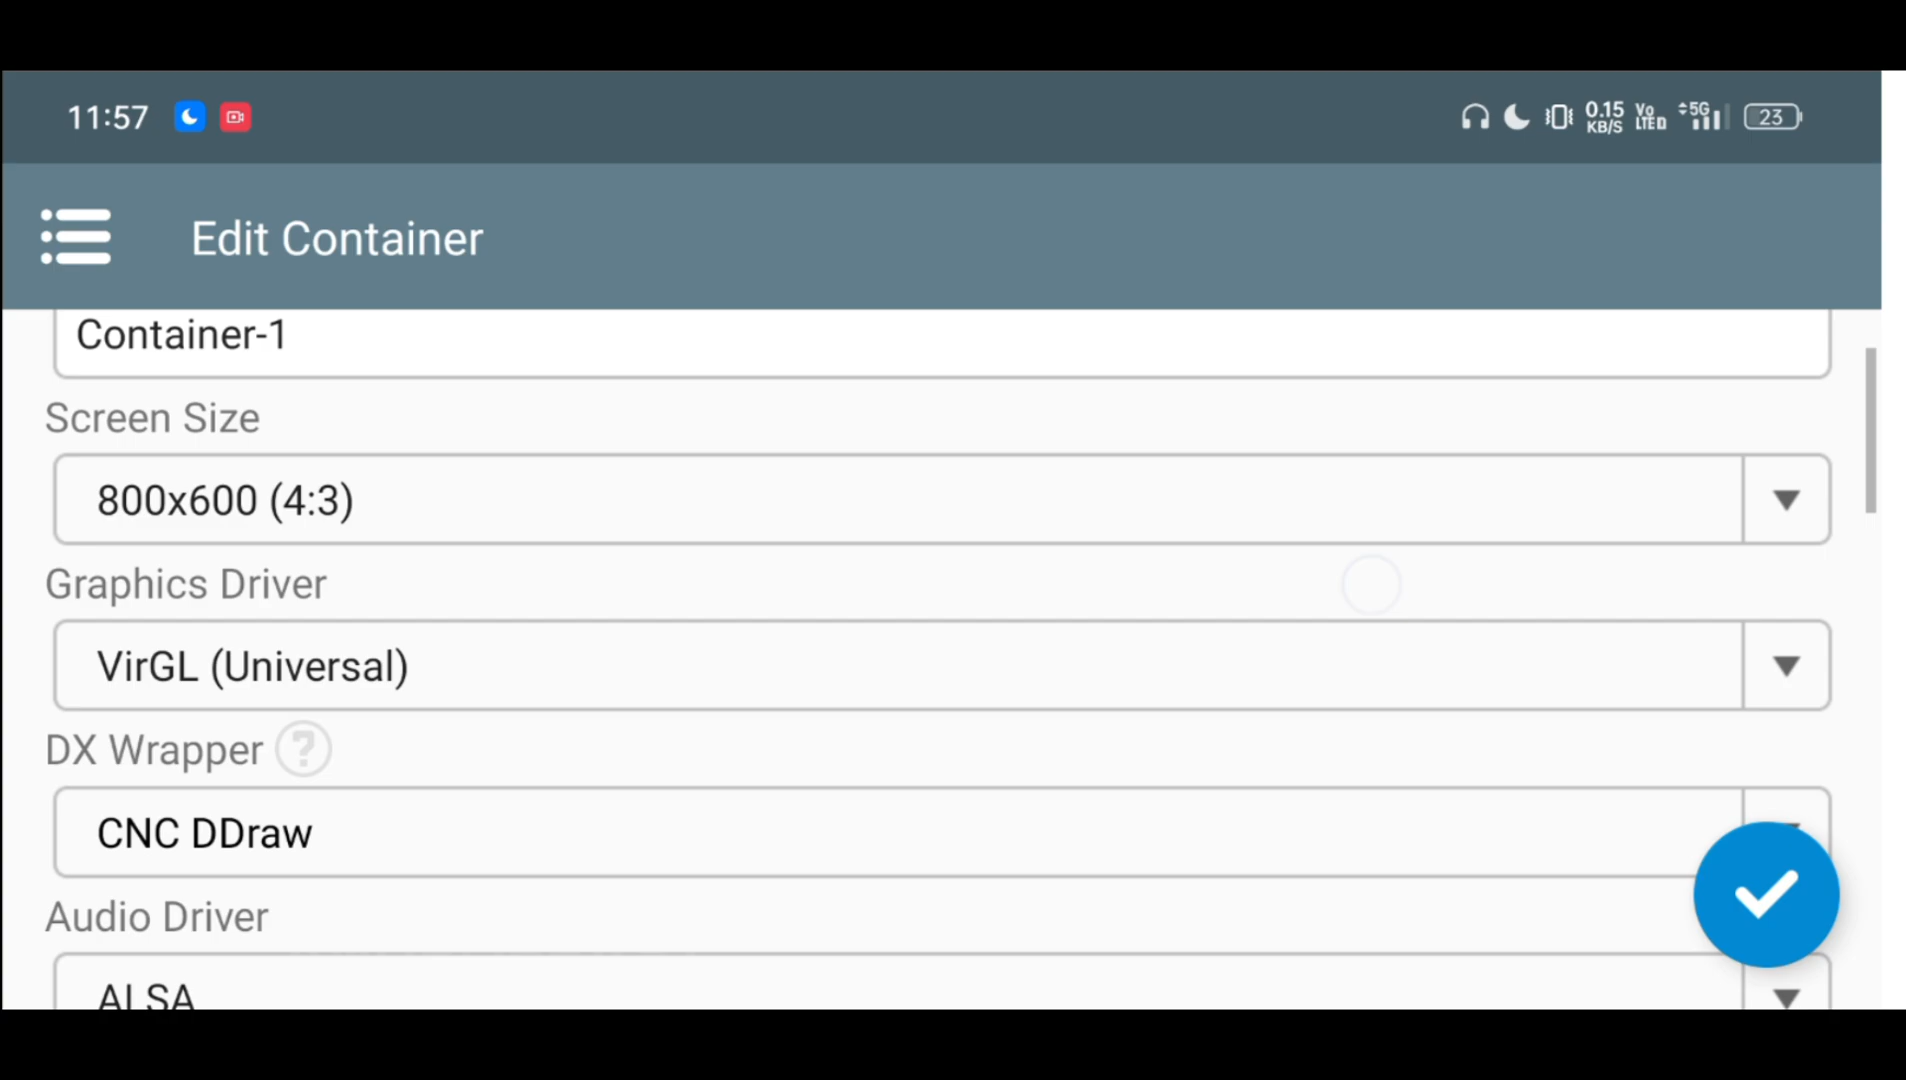 11:57
0.15
KB/S
Vo
LTED
5G
23
Edit Container
Container-1
Screen Size
800x600 (4:3)
Graphics Driver
VirGL (Universal)
DX Wrapper ?
CNC DDraw
Audio Driver
ALSA